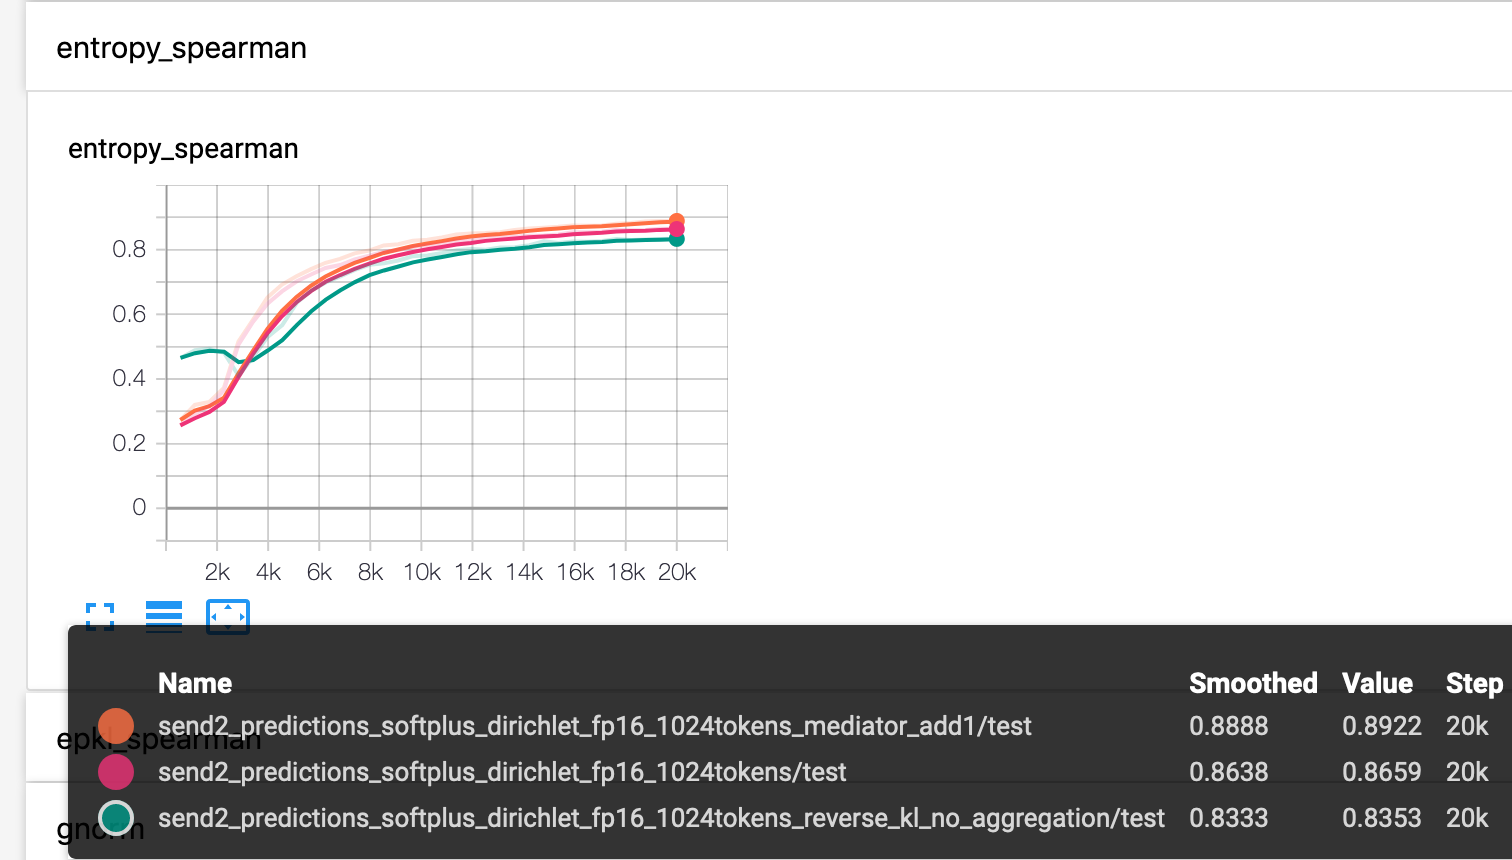 entropy_spearman
entropy_spearman
0.8
0.6
0.4
0.2
0
2k 4k 6k 8k 10k 12k 14k 16k 18k 20k
Name Smoothed Value Step
send2_predictions_softplus_dirichlet_fp16_1024tokens_mediator_add1/test 0.8888 0.8922 20k
epkl_spearman
send2_predictions_softplus_dirichlet_fp16_1024tokens/test 0.8638 0.8659 20k
send2_predictions_softplus_dirichlet_fp16_1024tokens_reverse_kl_no_aggregation/test 0.8333 0.8353 20k
gnorm